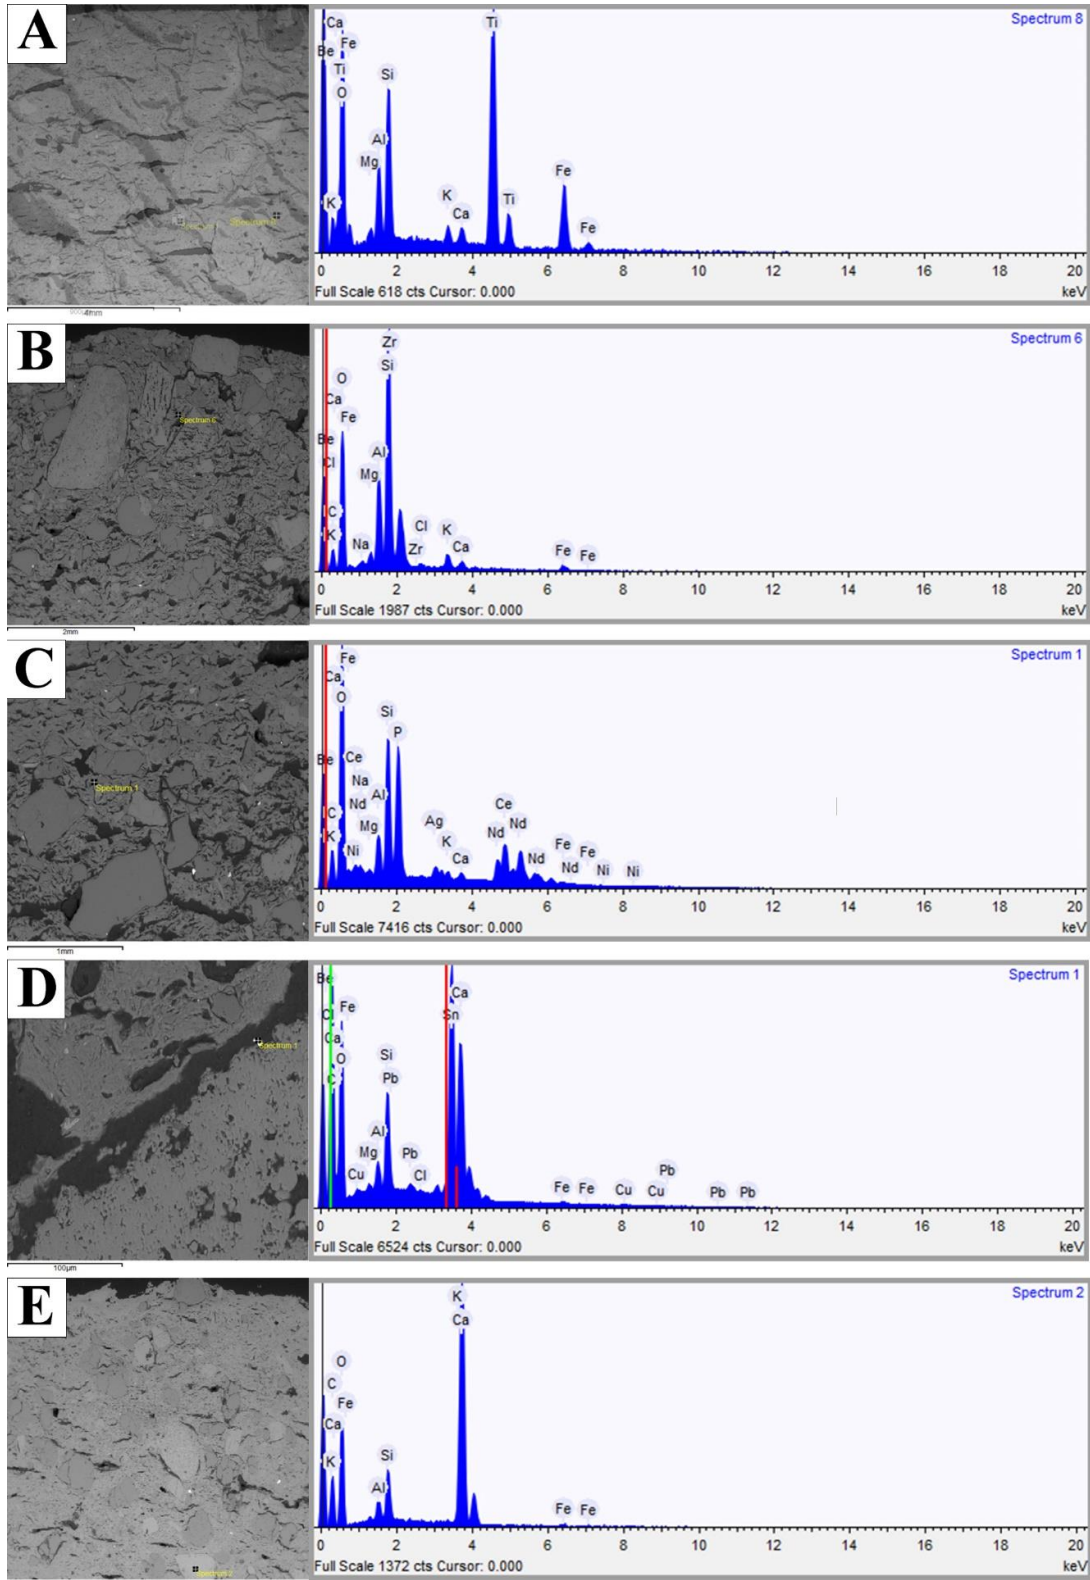 A
Spectrum 8
Ca
Ti
Be
Fe
Ti
Si
O
Al
Mg
K
K
Ca
Ti
Fe
Fe
0 2 4 6 8 10 12 14 16 18 20
Full Scale 618 cts Cursor: 0.000
keV
4mm
B
Spectrum 6
Zr
Si
O
Ca
Fe
Be
Al
Cl
Mg
C
Cl
K
K
Na
Zr
Ca
Fe
Fe
Spectrum 6
0 2 4 6 8 10 12 14 16 18 20
Full Scale 1987 cts Cursor: 0.000
keV
2mm
C
Spectrum 1
Fe
Ca
O
Si
P
Be
Ce
Na
Al
Nd
Ce
C
Mg
Ag
Nd
K
K
Nd
Fe
Ni
Ca
Nd
Fe
Nd
Ni
Ni
Spectrum 1
0 2 4 6 8 10 12 14 16 18 20
Full Scale 7416 cts Cursor: 0.000
keV
1mm
D
Spectrum 1
Be
Ca
Fe
Cl
Sn
Ca
O
Si
C
Pb
Al
Mg
Pb
Cu
Cl
Pb
Fe
Fe
Cu
Cu
Pb
Pb
Spectrum 1
0 2 4 6 8 10 12 14 16 18 20
Full Scale 6524 cts Cursor: 0.000
keV
100µm
E
Spectrum 2
K
Ca
O
C
Fe
Ca
K
Si
Al
Fe
Fe
Spectrum 2
0 2 4 6 8 10 12 14 16 18 20
Full Scale 1372 cts Cursor: 0.000
keV